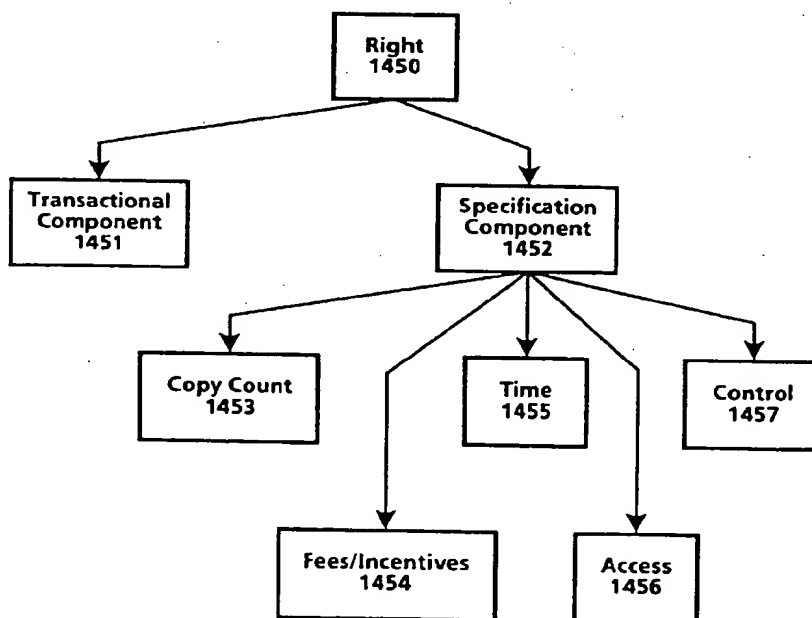 Right
1450
Transactional
Component
1451
Specification
Component
1452
Copy Count
1453
Time
1455
Control
1457
Fees/Incentives
1454
Access
1456